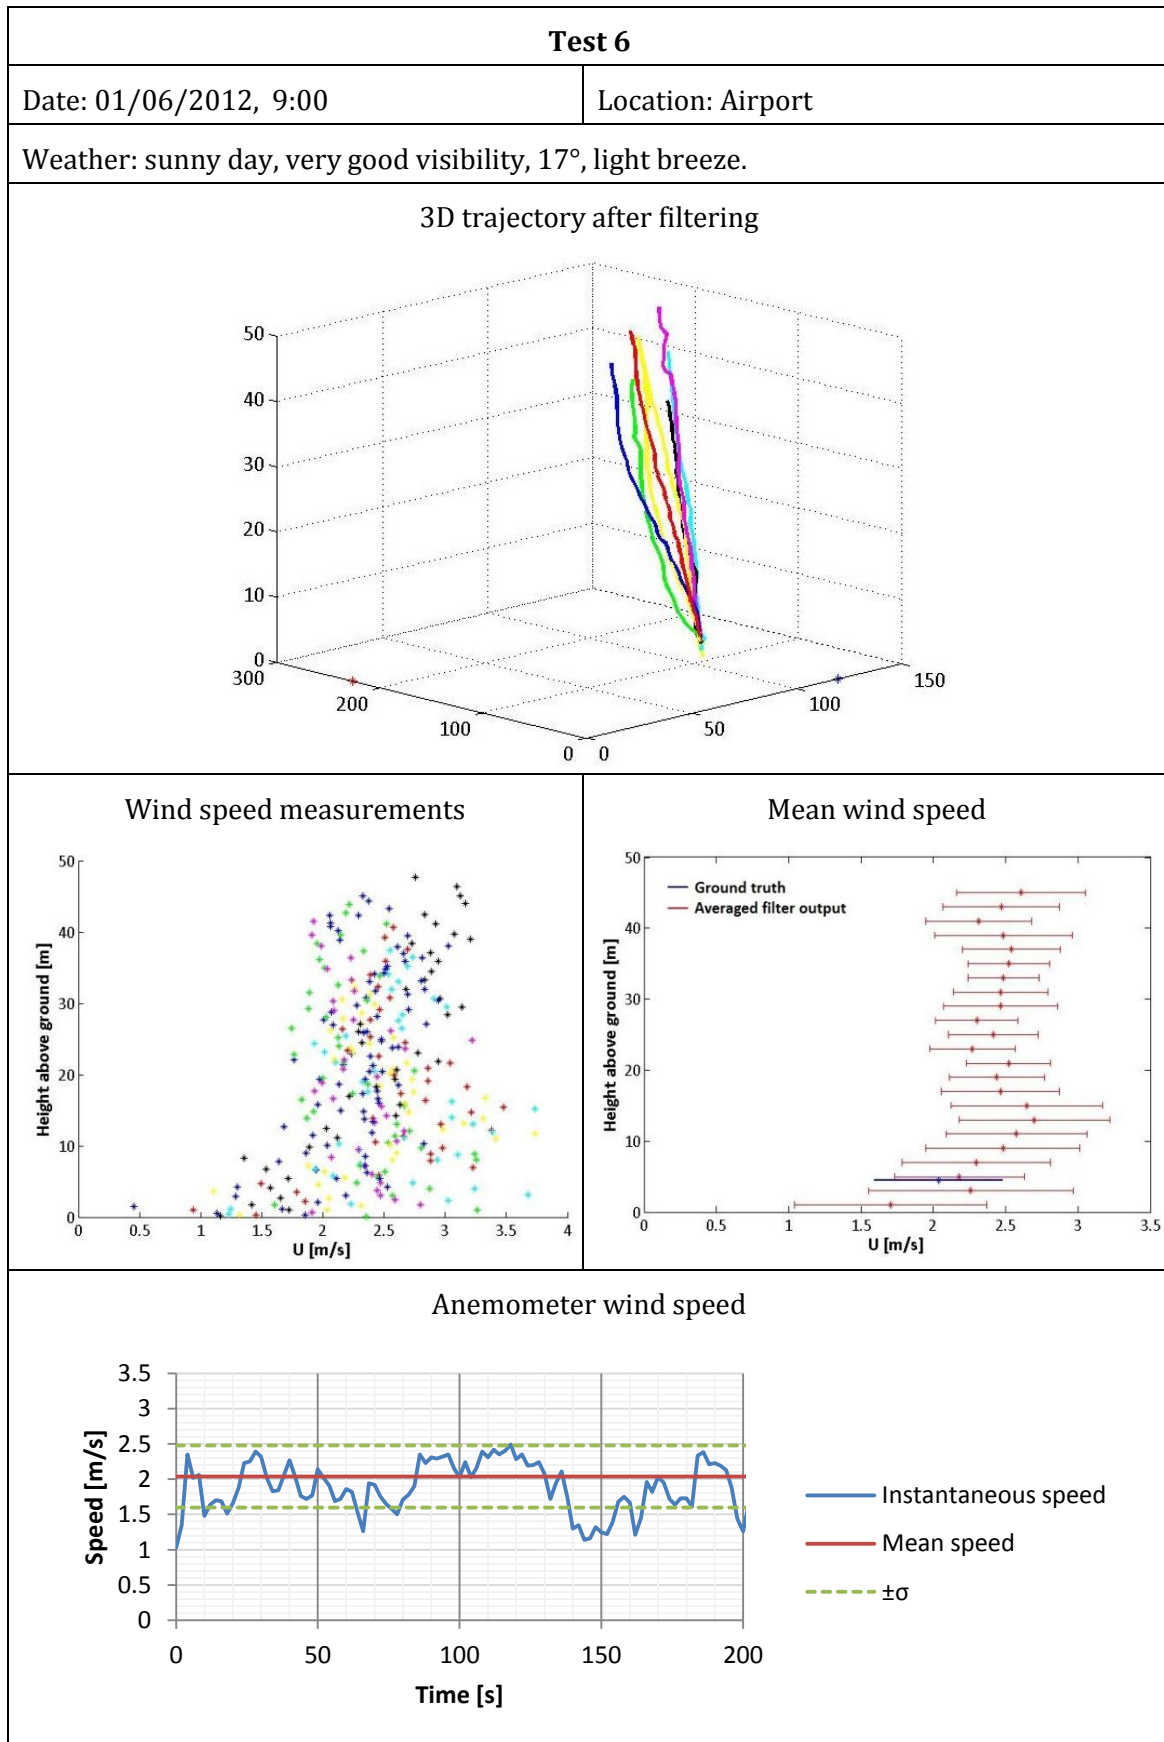 Test 6
Date: 01/06/2012, 9:00
Location: Airport
Weather: sunny day, very good visibility, 17°, light breeze.
3D trajectory after filtering
50
40
30
20
10
0
300
200
100
0
0
50
100
150
Wind speed measurements
50
40
30
20
10
0
Height above ground [m]
0
0.5
1
1.5
2
2.5
3
3.5
4
U [m/s]
Mean wind speed
50
40
30
20
10
0
Height above ground [m]
Ground truth
Averaged filter output
0
0.5
1
1.5
2
2.5
3
3.5
U [m/s]
Anemometer wind speed
3.5
3
2.5
2
1.5
1
0.5
0
Speed [m/s]
0
50
100
150
200
Time [s]
Instantaneous speed
Mean speed
±σ